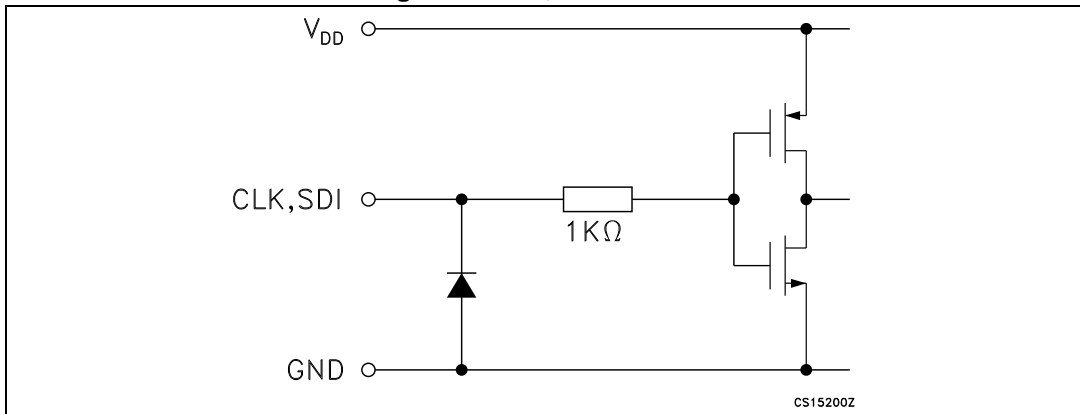 V_DD
CLK,SDI
1KΩ
GND
CS15200Z